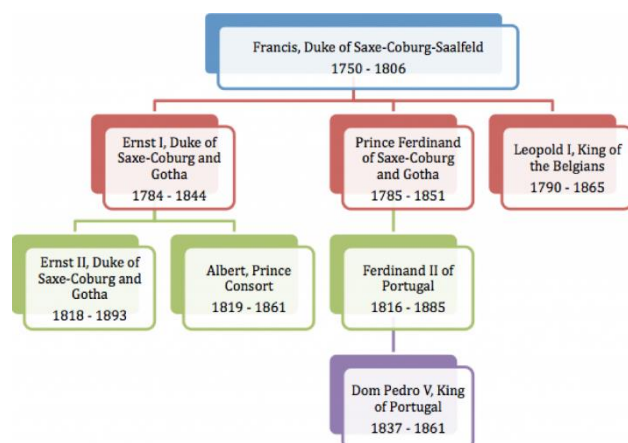 Francis, Duke of Saxe-Coburg-Saalfeld
1750 - 1806
Ernst I, Duke of
Saxe-Coburg and
Gotha
1784 - 1844
Prince Ferdinand
of Saxe-Coburg
and Gotha
1785 - 1851
Leopold I, King of
the Belgians
1790 - 1865
Ernst II, Duke of
Saxe-Coburg and
Gotha
1818 - 1893
Albert, Prince
Consort
1819 - 1861
Ferdinand II of
Portugal
1816 - 1885
Dom Pedro V, King
of Portugal
1837 - 1861